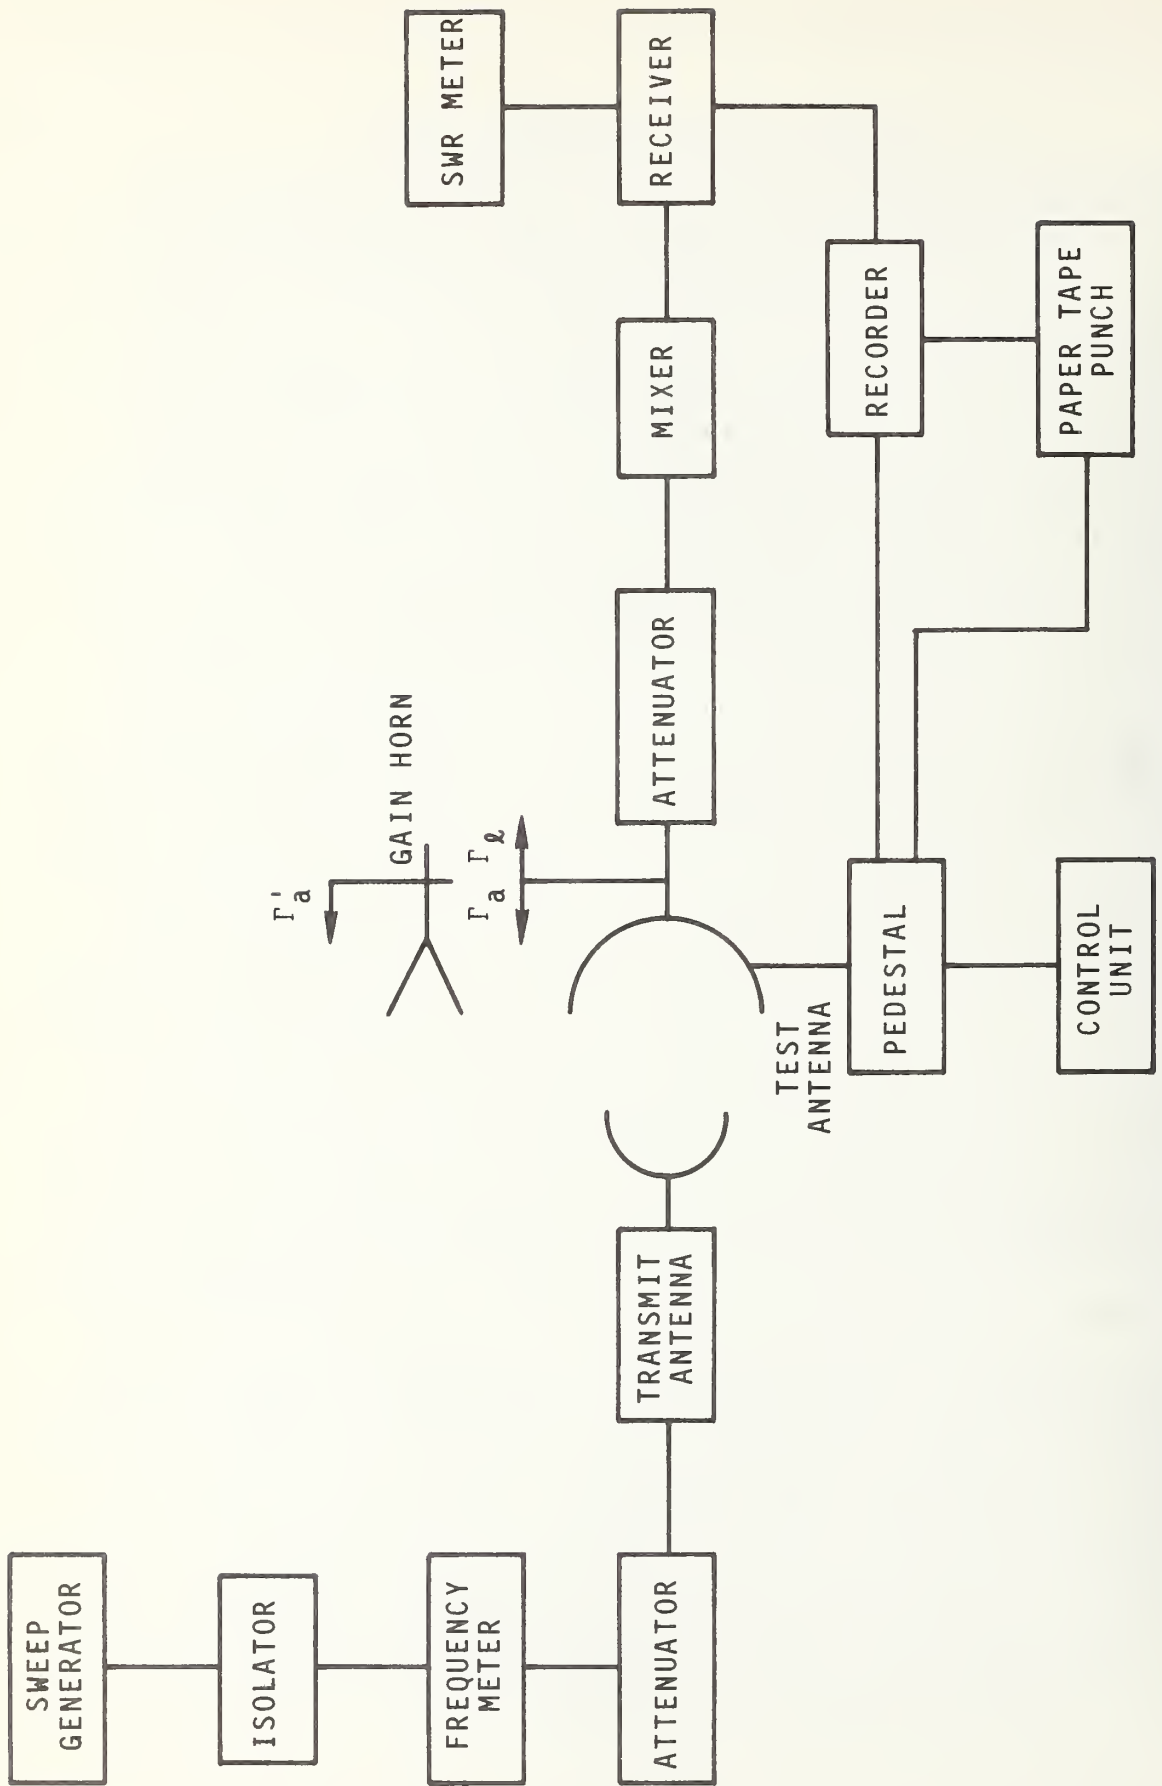 SWEEP
GENERATOR
ISOLATOR
FREQUENCY
METER
ATTENUATOR
TRANSMIT
ANTENNA
TEST
ANTENNA
Γ'a
GAIN HORN
Γa Γℓ
ATTENUATOR
MIXER
RECEIVER
SWR METER
PEDESTAL
CONTROL
UNIT
RECORDER
PAPER TAPE
PUNCH